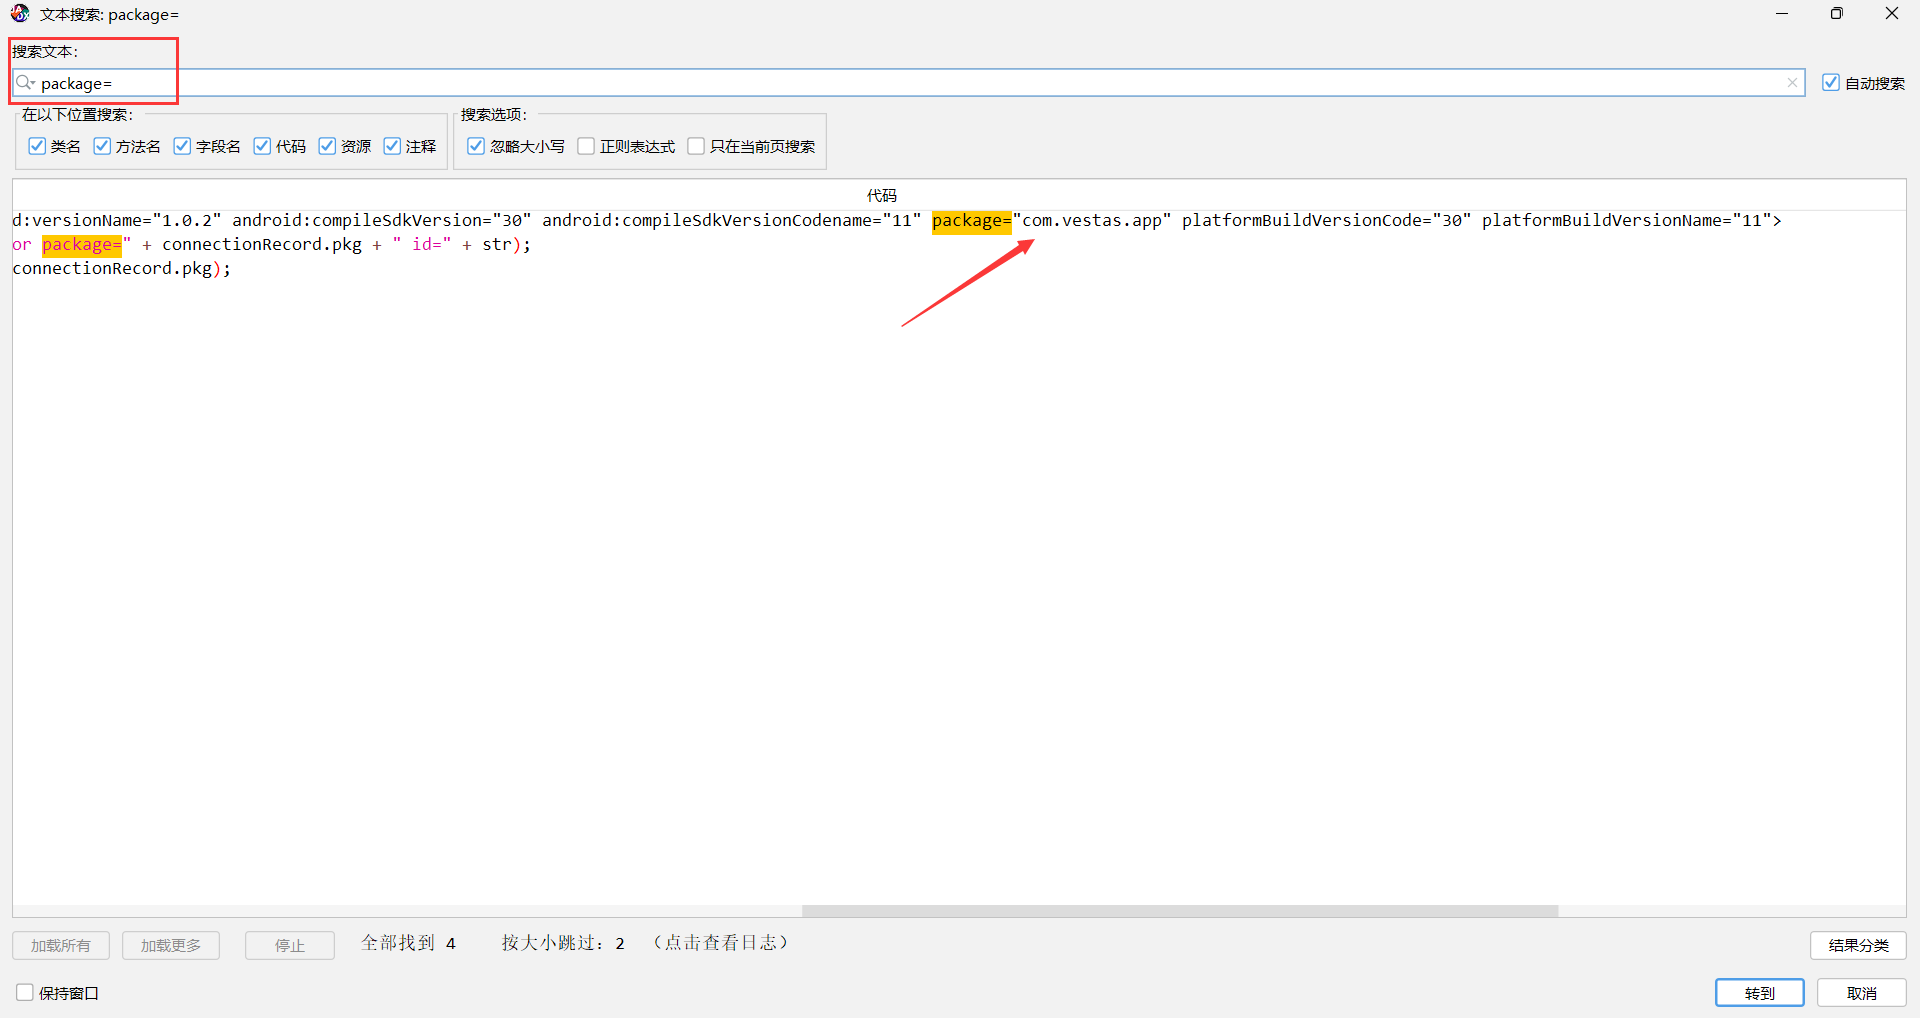 文本搜索: package=
搜索文本:
package=
自动搜索
在以下位置搜索:
类名 方法名 字段名 代码 资源 注释
搜索选项:
忽略大小写 正则表达式 只在当前页搜索
代码
d:versionName="1.0.2" android:compileSdkVersion="30" android:compileSdkVersionCodename="11" package="com.vestas.app" platformBuildVersionCode="30" platformBuildVersionName="11">
or package=" + connectionRecord.pkg + " id=" + str);
connectionRecord.pkg);
加载所有 加载更多 停止 全部找到 4 按大小跳过: 2 （点击查看日志） 结果分类
保持窗口 转到 取消